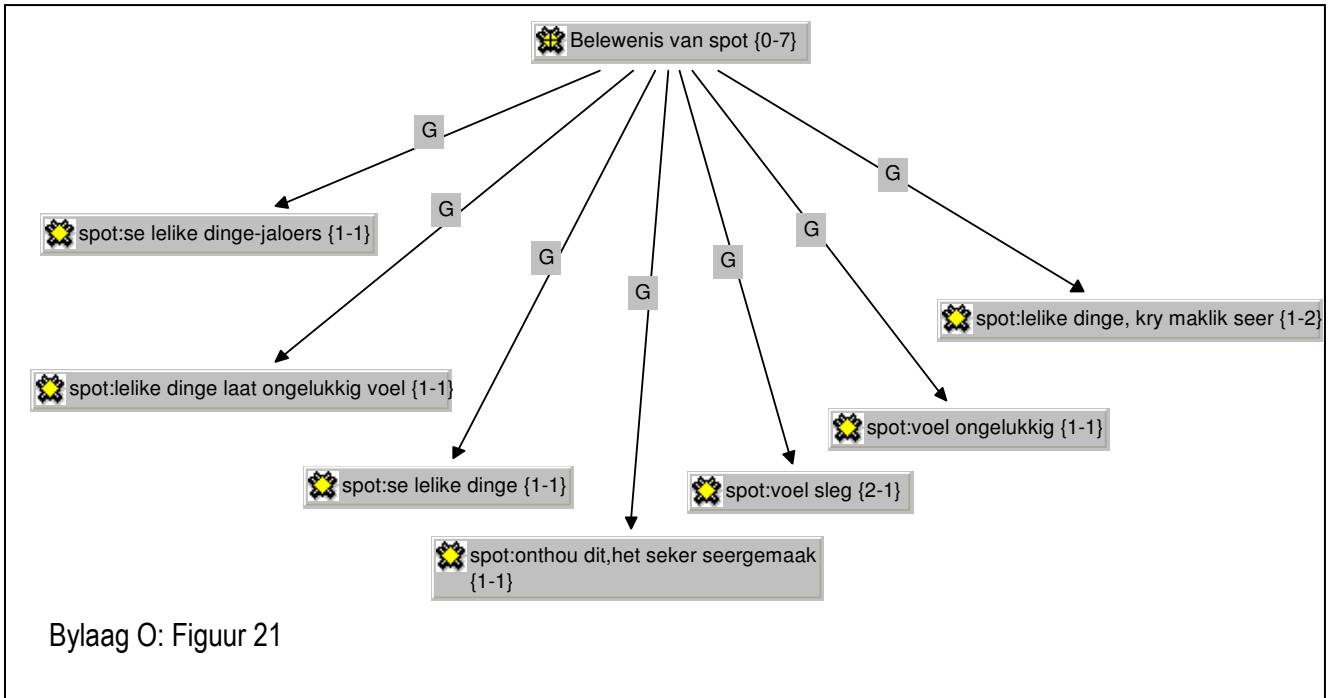 Belewenis van spot {0-7}
G
G
spot:se lelike dinge-jaloers {1-1}
G
G
G
G
G
spot:lelike dinge, kry maklik seer {1-2}
spot:lelike dinge laat ongelukkig voel {1-1}
spot:voel ongelukkig {1-1}
spot:se lelike dinge {1-1}
spot:voel sleg {2-1}
spot:onthou dit,het seker seergemaak
{1-1}
Bylaag O: Figuur 21